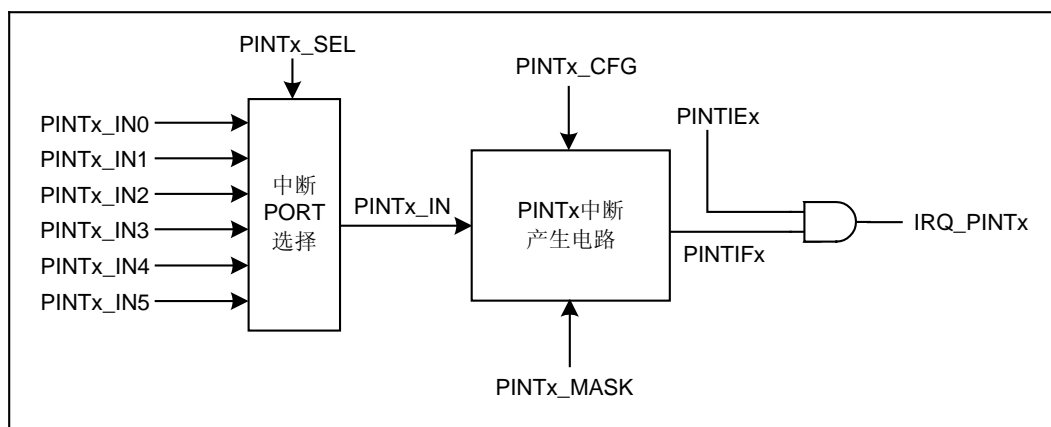 PINTx_SEL
PINTx_CFG
PINTIEx
PINTx_IN0
PINTx_IN1
PINTx_IN2
PINTx_IN3
PINTx_IN4
PINTx_IN5
中断
PORT
选择
PINTx_IN
PINTx中断
产生电路
PINTIFx
IRQ_PINTx
PINTx_MASK